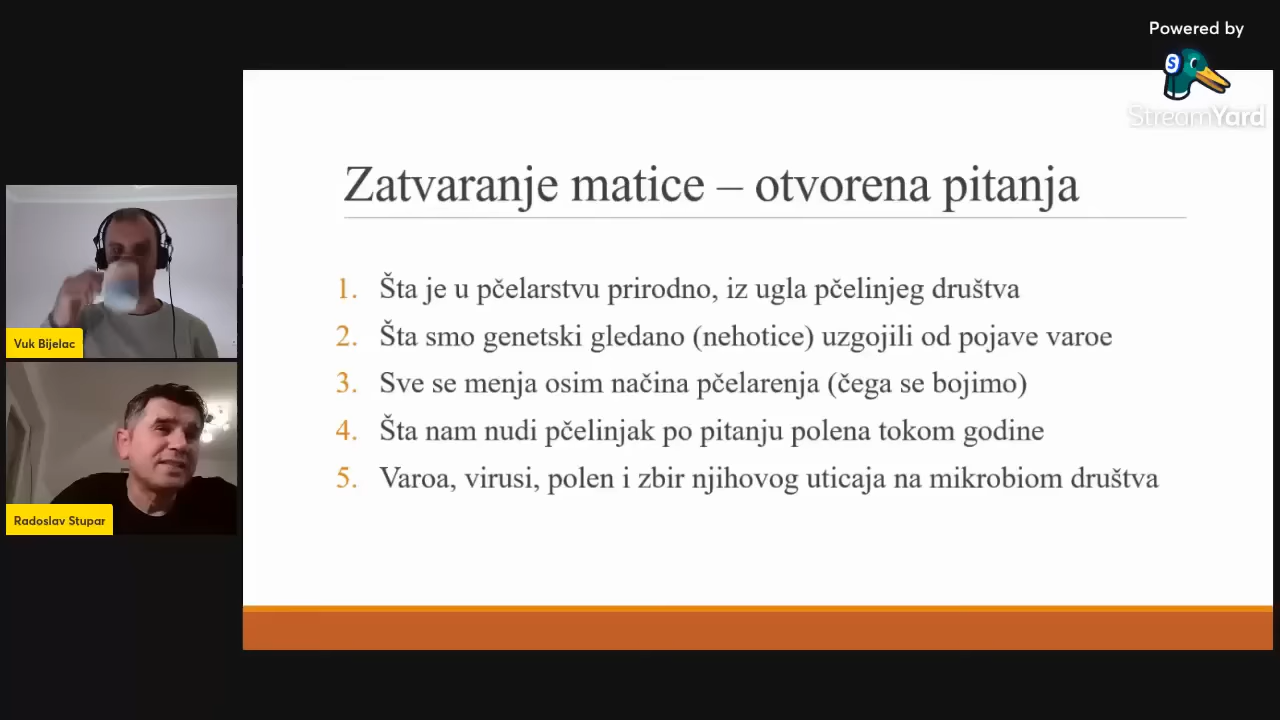 Powered by
StreamYard
Zatvaranje matice – otvorena pitanja
1. Šta je u pčelarstvu prirodno, iz ugla pčelinjeg društva
2. Šta smo genetski gledano (nehotice) uzgojili od pojave varoe
3. Sve se menja osim načina pčelarenja (čega se bojimo)
4. Šta nam nudi pčelinjak po pitanju polena tokom godine
5. Varoa, virusi, polen i zbir njihovog uticaja na mikrobiom društva
Vuk Bijelac
Radoslav Stupar